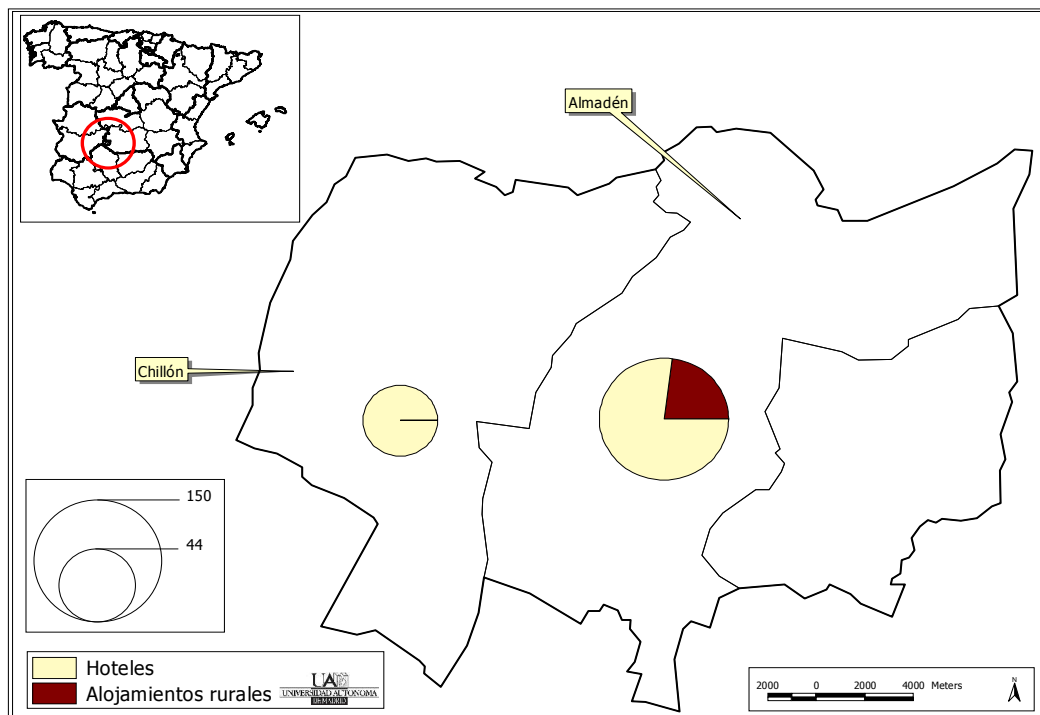 Almadén
Chillón
150
44
Hoteles
Alojamientos rurales
UAM
UNIVERSIDAD AUTONOMA
DE MADRID
2000 0 2000 4000 Meters
N